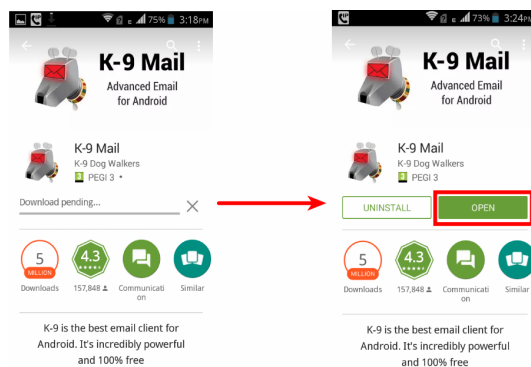 75% 3:18PM
K-9 Mail
Advanced Email
for Android
K-9 Mail
K-9 Dog Walkers
3 PEGI 3 •
Download pending...
5
MILLION
4.3
Downloads 157,848 Communicati
on Similar
K-9 is the best email client for
Android. It's incredibly powerful
and 100% free
73% 3:24PM
K-9 Mail
Advanced Email
for Android
K-9 Mail
K-9 Dog Walkers
3 PEGI 3
UNINSTALL OPEN
5
MILLION
4.3
Downloads 157,848 Communicati
on Similar
K-9 is the best email client for
Android. It's incredibly powerful
and 100% free